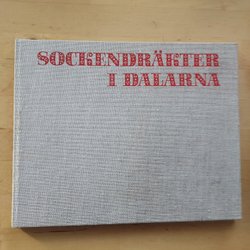 SOCKENDRÄKTER
I DALARNA